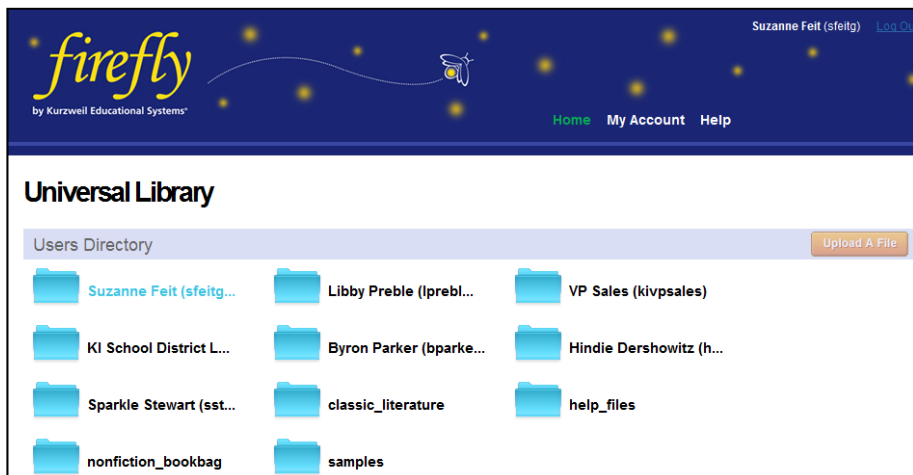 Suzanne Feit (sfeitg) Log Ou
firefly
by Kurzweil Educational Systems®
Home My Account Help
Universal Library
Users Directory Upload A File
Suzanne Feit (sfeitg... Libby Preble (lprebl... VP Sales (kivpsales)
KI School District L... Byron Parker (bparke... Hindie Dershowitz (h...
Sparkle Stewart (sst... classic_literature help_files
nonfiction_bookbag samples